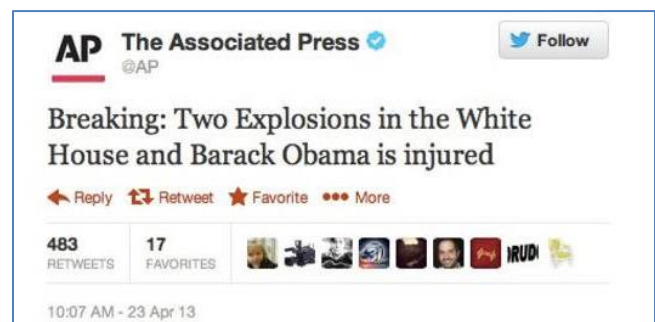 AP The Associated Press
@AP
Follow
Breaking: Two Explosions in the White
House and Barack Obama is injured
Reply Retweet Favorite More
483 17
RETWEETS FAVORITES
10:07 AM - 23 Apr 13